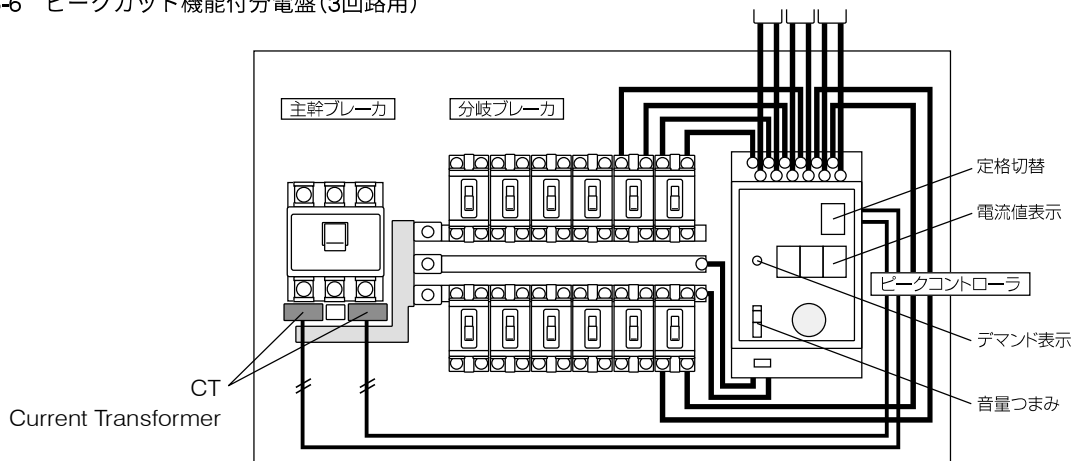 -6 ピークカット機能付分電盤(3回路用)
主幹ブレーカ
分岐ブレーカ
定格切替
電流値表示
ピークコントローラ
デマンド表示
音量つまみ
CT
Current Transformer